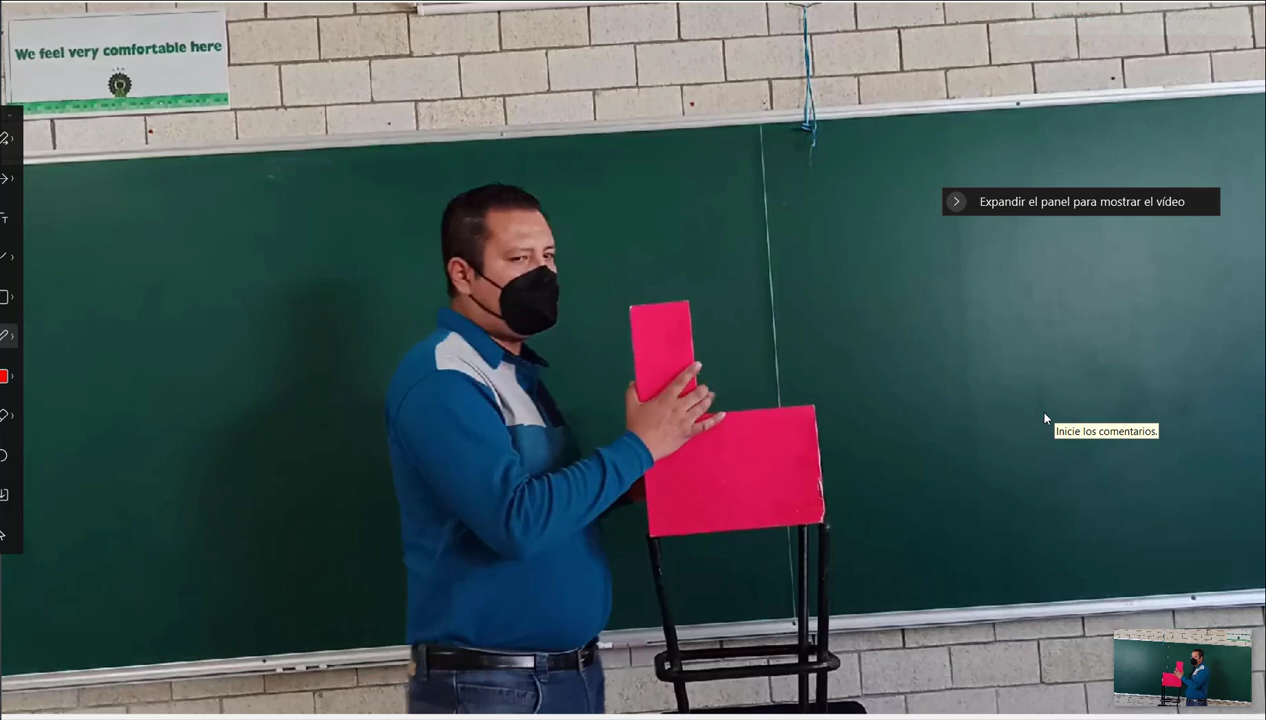 We feel very comfortable here
Expandir el panel para mostrar el vídeo
Inicie los comentarios.